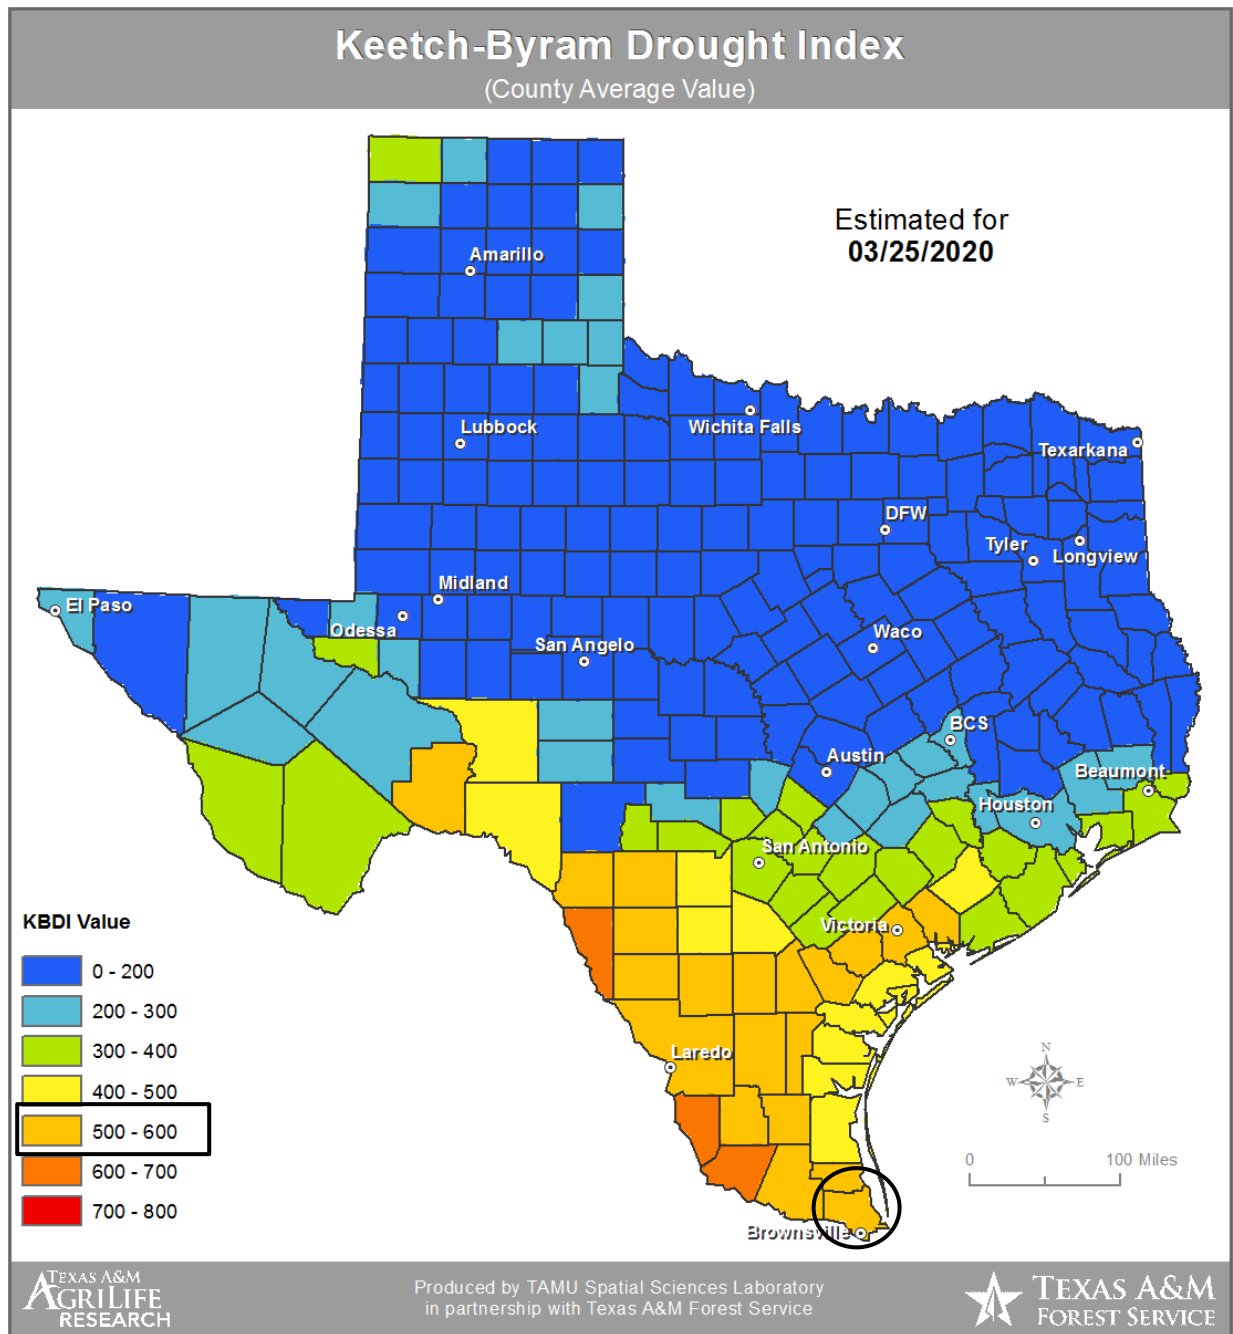 Keetch-Byram Drought Index
(County Average Value)
Estimated for
03/25/2020
Amarillo
Lubbock
Wichita Falls
Texarkana
DFW
Tyler
Longview
Midland
El Paso
Odessa
San Angelo
Waco
BCS
Austin
Beaumont
Houston
San Antonio
Victoria
Laredo
Brownsville
KBDI Value
0 - 200
200 - 300
300 - 400
400 - 500
500 - 600
600 - 700
700 - 800
N
W
E
S
0
100 Miles
TEXAS A&M
AGRILIFE
RESEARCH
Produced by TAMU Spatial Sciences Laboratory
in partnership with Texas A&M Forest Service
TEXAS A&M
FOREST SERVICE